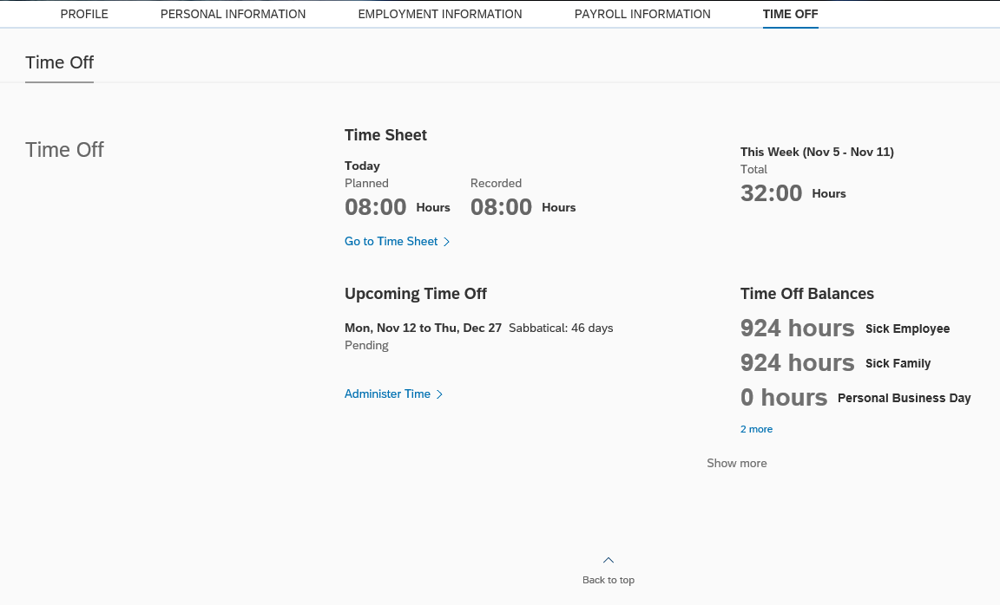 PROFILE PERSONAL INFORMATION EMPLOYMENT INFORMATION PAYROLL INFORMATION TIME OFF
Time Off
Time Off
Time Sheet
Today
Planned Recorded
08:00 Hours 08:00 Hours
Go to Time Sheet
This Week (Nov 5 - Nov 11)
Total
32:00 Hours
Upcoming Time Off
Mon, Nov 12 to Thu, Dec 27 Sabbatical: 46 days
Pending
Administer Time
Time Off Balances
924 hours Sick Employee
924 hours Sick Family
0 hours Personal Business Day
2 more
Show more
Back to top